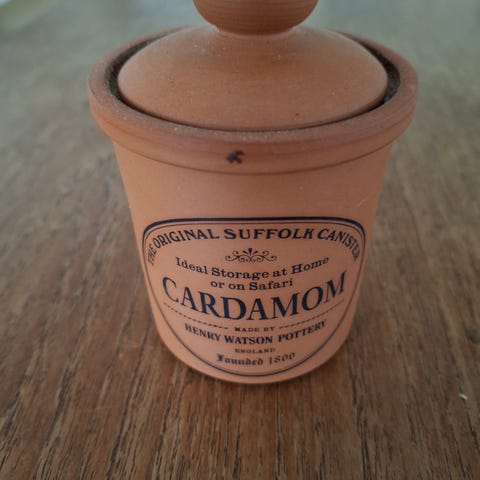 THE ORIGINAL SUFFOLK CANISTER
Ideal Storage at Home
or on Safari
CARDAMOM
MADE BY
HENRY WATSON POTTERY
ENGLAND
Founded 1800